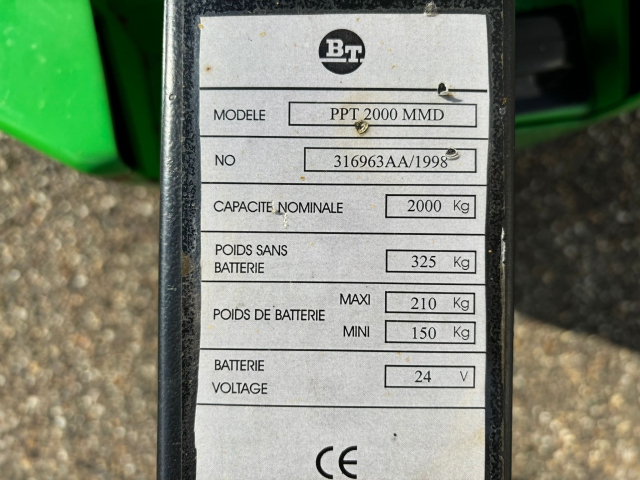 BT
MODELE PPT 2000 MMD
NO 316963AA/1998
CAPACITE NOMINALE 2000 Kg
POIDS SANS
BATTERIE 325 Kg
POIDS DE BATTERIE MAXI 210 Kg
MINI 150 Kg
BATTERIE
VOLTAGE 24 V
CE